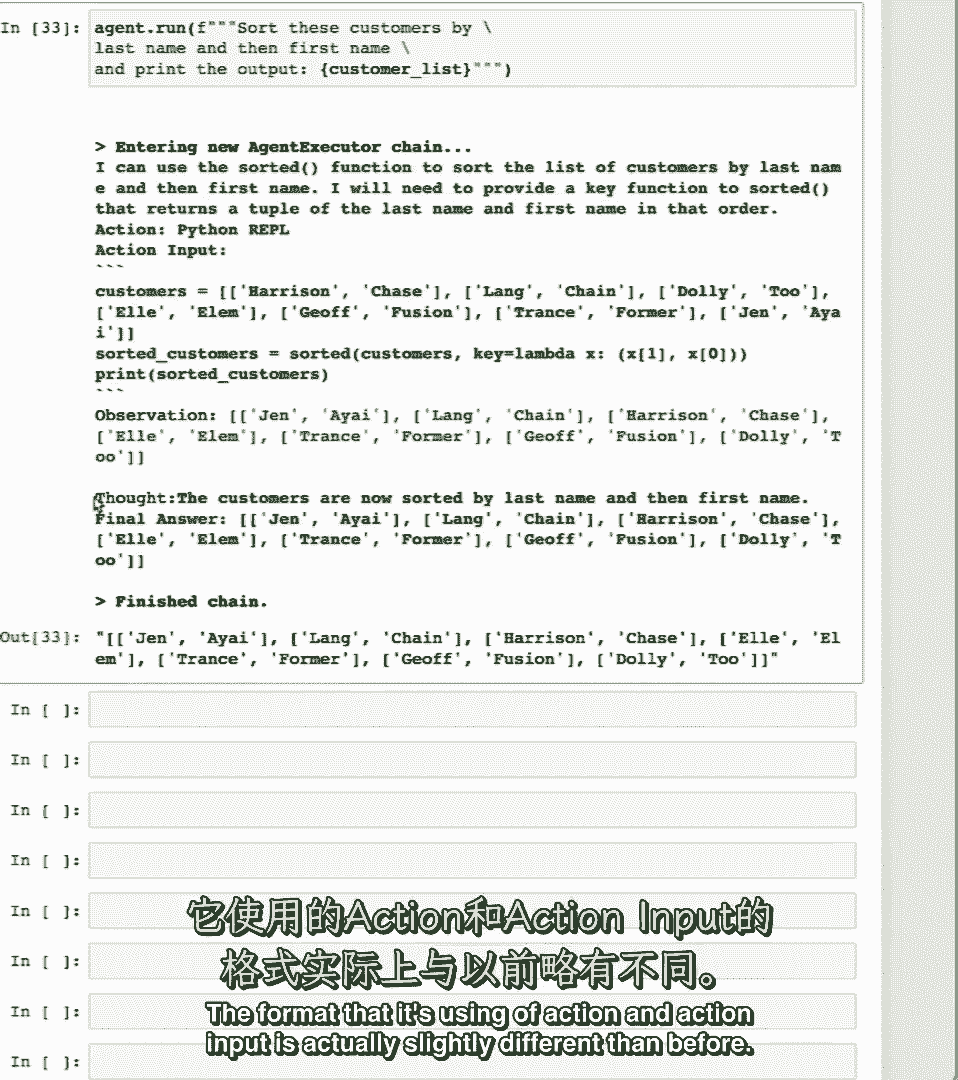 In [33]: agent.run(f"""Sort these customers by \
last name and then first name \
and print the output: {customer_list}""")
> Entering new AgentExecutor chain...
I can use the sorted() function to sort the list of customers by last nam
e and then first name. I will need to provide a key function to sorted()
that returns a tuple of the last name and first name in that order.
Action: Python REPL
Action Input:
```
customers = [['Harrison', 'Chase'], ['Lang', 'Chain'], ['Dolly', 'Too'],
['Elle', 'Elem'], ['Geoff', 'Fusion'], ['Trance', 'Former'], ['Jen', 'Aya
i']]
sorted_customers = sorted(customers, key=lambda x: (x[1], x[0]))
print(sorted_customers)
```
Observation: [['Jen', 'Ayai'], ['Lang', 'Chain'], ['Harrison', 'Chase'],
['Elle', 'Elem'], ['Trance', 'Former'], ['Geoff', 'Fusion'], ['Dolly', 'T
oo']]
Thought:The customers are now sorted by last name and then first name.
Final Answer: [['Jen', 'Ayai'], ['Lang', 'Chain'], ['Harrison', 'Chase'],
['Elle', 'Elem'], ['Trance', 'Former'], ['Geoff', 'Fusion'], ['Dolly', 'T
oo']]
> Finished chain.
Out[33]: "[['Jen', 'Ayai'], ['Lang', 'Chain'], ['Harrison', 'Chase'], ['Elle', 'El
em'], ['Trance', 'Former'], ['Geoff', 'Fusion'], ['Dolly', 'Too']]"
In [ ]:
In [ ]:
In [ ]:
In [ ]:
In [ ]:
In [ ]:
In [ ]:
In [ ]:
它使用的Action和Action Input的
格式实际上与以前略有不同。
The format that it's using of action and action
input is actually slightly different than before.